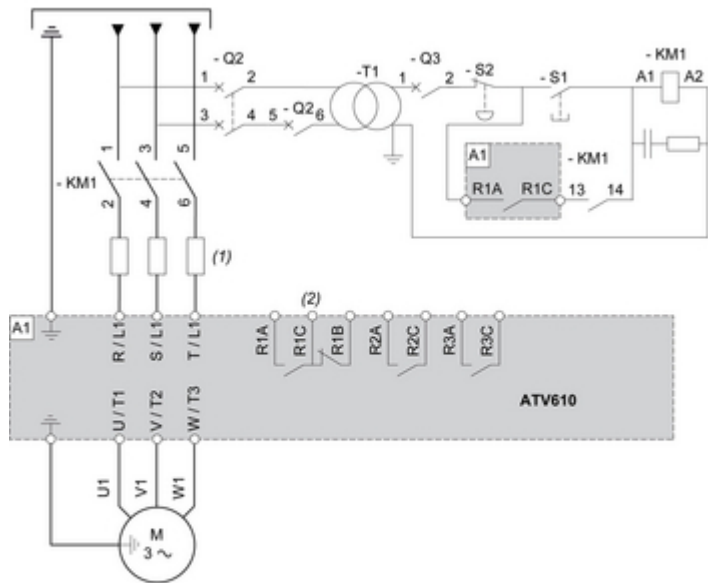 - Q2
1
2
3
4
5
- Q2
6
-T1
- Q3
1
2
- S2
- S1
- KM1
A1
A2
A1
R1A
R1C
- KM1
13
14
1
3
5
- KM1
2
4
6
(1)
(2)
A1
R / L1
S / L1
T / L1
R1A
R1C
R1B
R2A
R2C
R3A
R3C
U / T1
V / T2
W / T3
ATV610
U1
V1
W1
M
3 ~